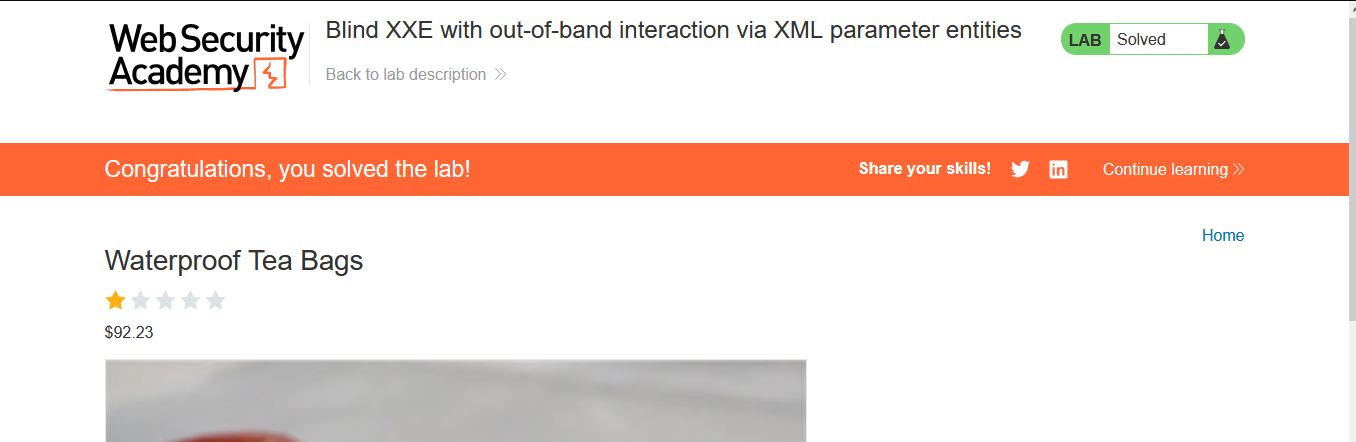 Web Security
Academy
Blind XXE with out-of-band interaction via XML parameter entities
Back to lab description
LAB Solved
Congratulations, you solved the lab!
Share your skills!
Continue learning
Home
Waterproof Tea Bags
$92.23